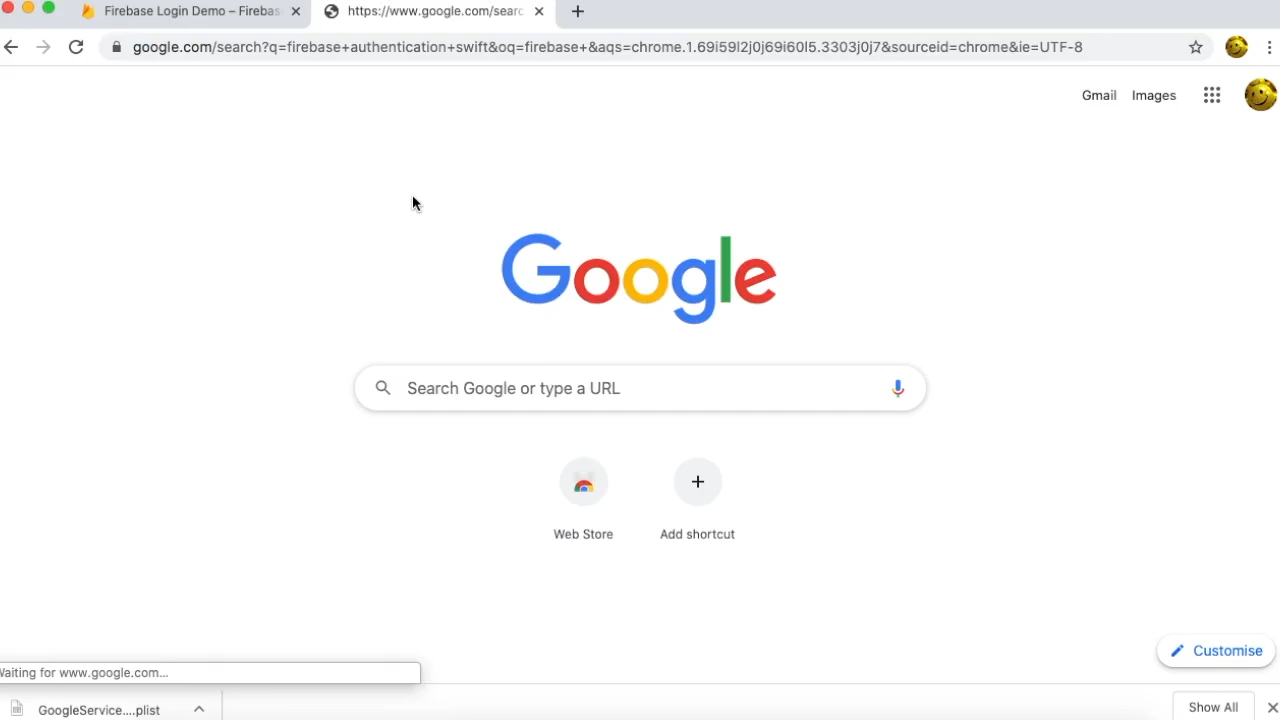 Firebase Login Demo – Firebas
https://www.google.com/searc
google.com/search?q=firebase+authentication+swift&oq=firebase+&aqs=chrome.1.69i59l2j0j69i60l5.3303j0j7&sourceid=chrome&ie=UTF-8
Gmail Images
Google
Search Google or type a URL
Web Store Add shortcut
Customise
Waiting for www.google.com...
GoogleService....plist
Show All